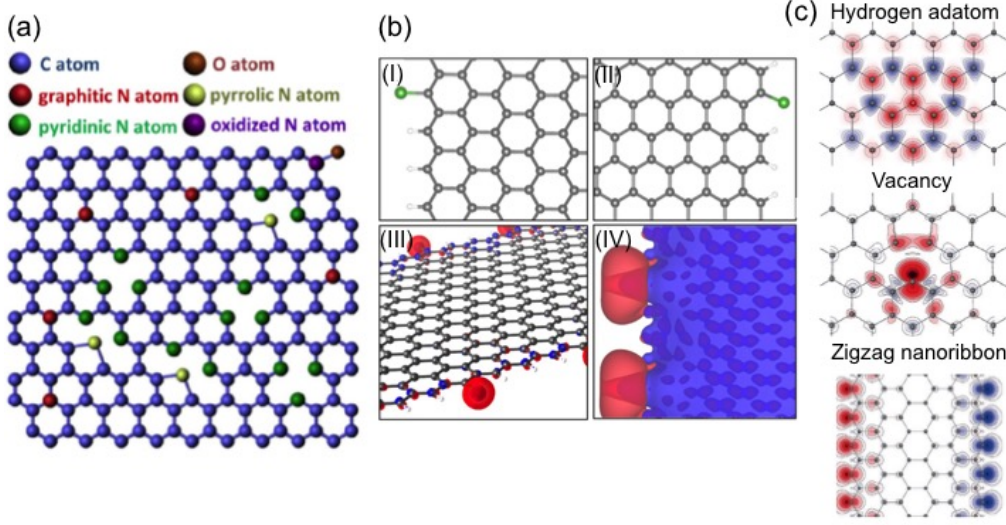 (a)
C atom
O atom
graphitic N atom
pyrrolic N atom
pyridinic N atom
oxidized N atom
(b)
(I)
(II)
(III)
(IV)
(c)
Hydrogen adatom
Vacancy
Zigzag nanoribbon